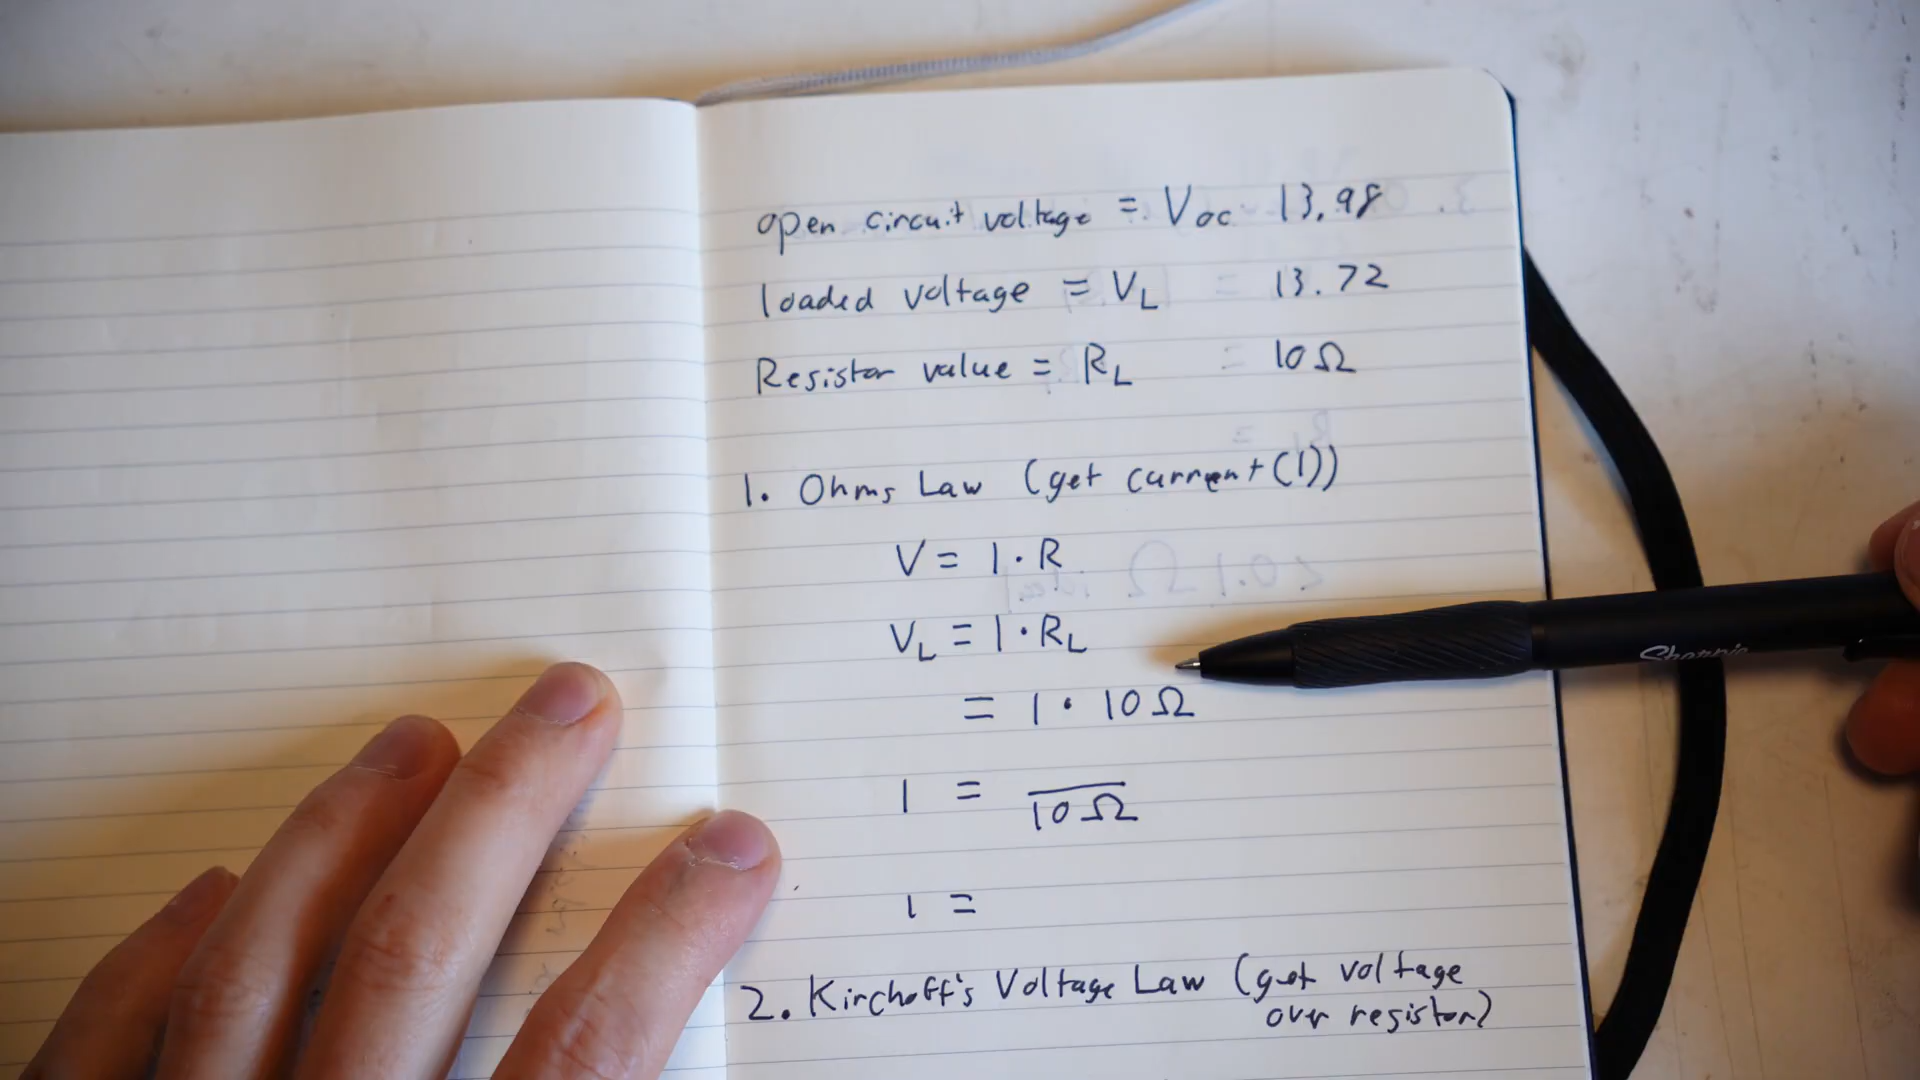 open circuit voltage = Voc 13.98
loaded voltage = VL = 13.72
Resistor value = RL = 10Ω
1. Ohms Law (get current (I))
V = I · R
VL = I · RL
= I · 10Ω
I = 10Ω
I =
2. Kirchoff's Voltage Law (get voltage
over resistor)
Sharpie